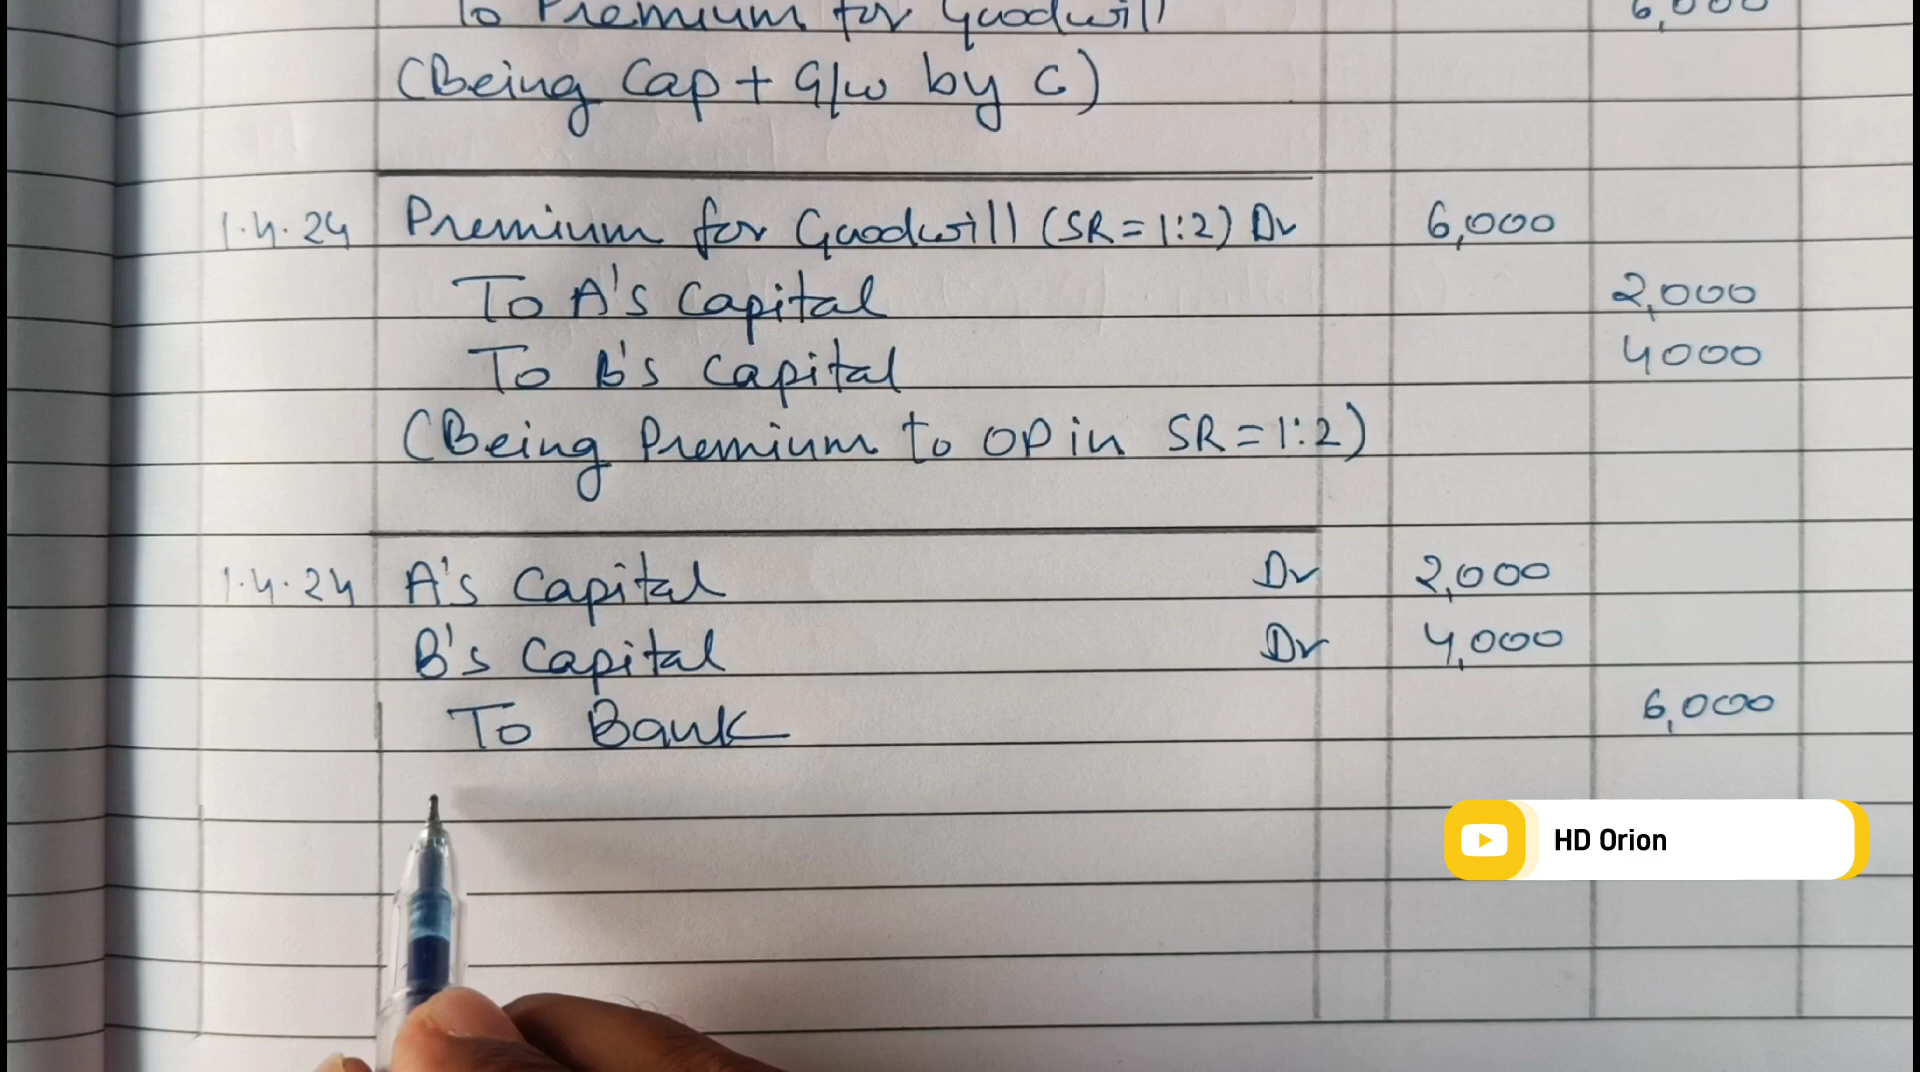 To Premium for Goodwill 6,000
(Being Cap + G/w by C)
1.4.24 Premium for Goodwill (SR = 1:2) Dr 6,000
To A's Capital 2,000
To B's Capital 4000
(Being Premium to OP in SR = 1:2)
1.4.24 A's Capital Dr 2,000
B's Capital Dr 4,000
To Bank 6,000
HD Orion